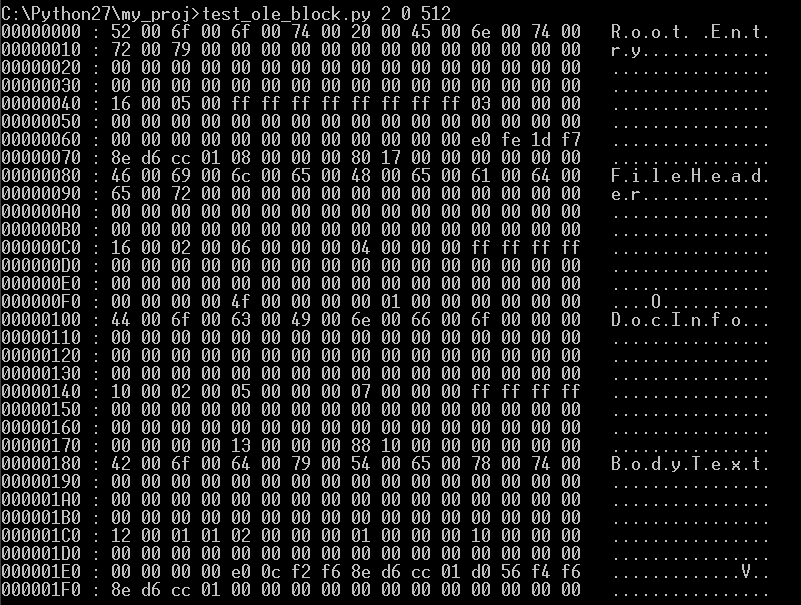 C:\Python27\my_proj>test_ole_block.py 2 0 512
00000000 : 52 00 6f 00 6f 00 74 00 20 00 45 00 6e 00 74 00 R.o.o.t. .E.n.t.
00000010 : 72 00 79 00 00 00 00 00 00 00 00 00 00 00 00 00 r.y.............
00000020 : 00 00 00 00 00 00 00 00 00 00 00 00 00 00 00 00 ................
00000030 : 00 00 00 00 00 00 00 00 00 00 00 00 00 00 00 00 ................
00000040 : 16 00 05 00 ff ff ff ff ff ff ff ff 03 00 00 00 ................
00000050 : 00 00 00 00 00 00 00 00 00 00 00 00 00 00 00 00 ................
00000060 : 00 00 00 00 00 00 00 00 00 00 00 00 e0 fe 1d f7 ................
00000070 : 8e d6 cc 01 08 00 00 00 80 17 00 00 00 00 00 00 ................
00000080 : 46 00 69 00 6c 00 65 00 48 00 65 00 61 00 64 00 F.i.l.e.H.e.a.d.
00000090 : 65 00 72 00 00 00 00 00 00 00 00 00 00 00 00 00 e.r.............
000000A0 : 00 00 00 00 00 00 00 00 00 00 00 00 00 00 00 00 ................
000000B0 : 00 00 00 00 00 00 00 00 00 00 00 00 00 00 00 00 ................
000000C0 : 16 00 02 00 06 00 00 00 04 00 00 00 ff ff ff ff ................
000000D0 : 00 00 00 00 00 00 00 00 00 00 00 00 00 00 00 00 ................
000000E0 : 00 00 00 00 00 00 00 00 00 00 00 00 00 00 00 00 ................
000000F0 : 00 00 00 00 4f 00 00 00 00 01 00 00 00 00 00 00 ....O...........
00000100 : 44 00 6f 00 63 00 49 00 6e 00 66 00 6f 00 00 00 D.o.c.I.n.f.o...
00000110 : 00 00 00 00 00 00 00 00 00 00 00 00 00 00 00 00 ................
00000120 : 00 00 00 00 00 00 00 00 00 00 00 00 00 00 00 00 ................
00000130 : 00 00 00 00 00 00 00 00 00 00 00 00 00 00 00 00 ................
00000140 : 10 00 02 00 05 00 00 00 07 00 00 00 ff ff ff ff ................
00000150 : 00 00 00 00 00 00 00 00 00 00 00 00 00 00 00 00 ................
00000160 : 00 00 00 00 00 00 00 00 00 00 00 00 00 00 00 00 ................
00000170 : 00 00 00 00 13 00 00 00 88 10 00 00 00 00 00 00 ................
00000180 : 42 00 6f 00 64 00 79 00 54 00 65 00 78 00 74 00 B.o.d.y.T.e.x.t.
00000190 : 00 00 00 00 00 00 00 00 00 00 00 00 00 00 00 00 ................
000001A0 : 00 00 00 00 00 00 00 00 00 00 00 00 00 00 00 00 ................
000001B0 : 00 00 00 00 00 00 00 00 00 00 00 00 00 00 00 00 ................
000001C0 : 12 00 01 01 02 00 00 00 01 00 00 00 10 00 00 00 ................
000001D0 : 00 00 00 00 00 00 00 00 00 00 00 00 00 00 00 00 ................
000001E0 : 00 00 00 00 e0 0c f2 f6 8e d6 cc 01 d0 56 f4 f6 .............V..
000001F0 : 8e d6 cc 01 00 00 00 00 00 00 00 00 00 00 00 00 ................